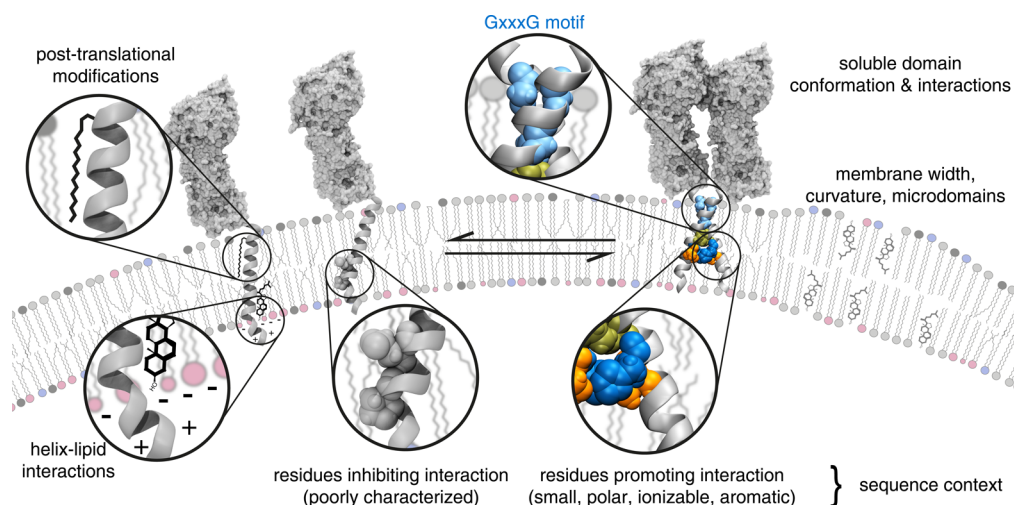 GxxxG motif
post-translational
modifications
soluble domain
conformation & interactions
membrane width,
curvature, microdomains
HO
- - - -
+ +
- - - -
+ +
helix-lipid
interactions
residues inhibiting interaction
(poorly characterized)
residues promoting interaction
(small, polar, ionizable, aromatic)
} sequence context